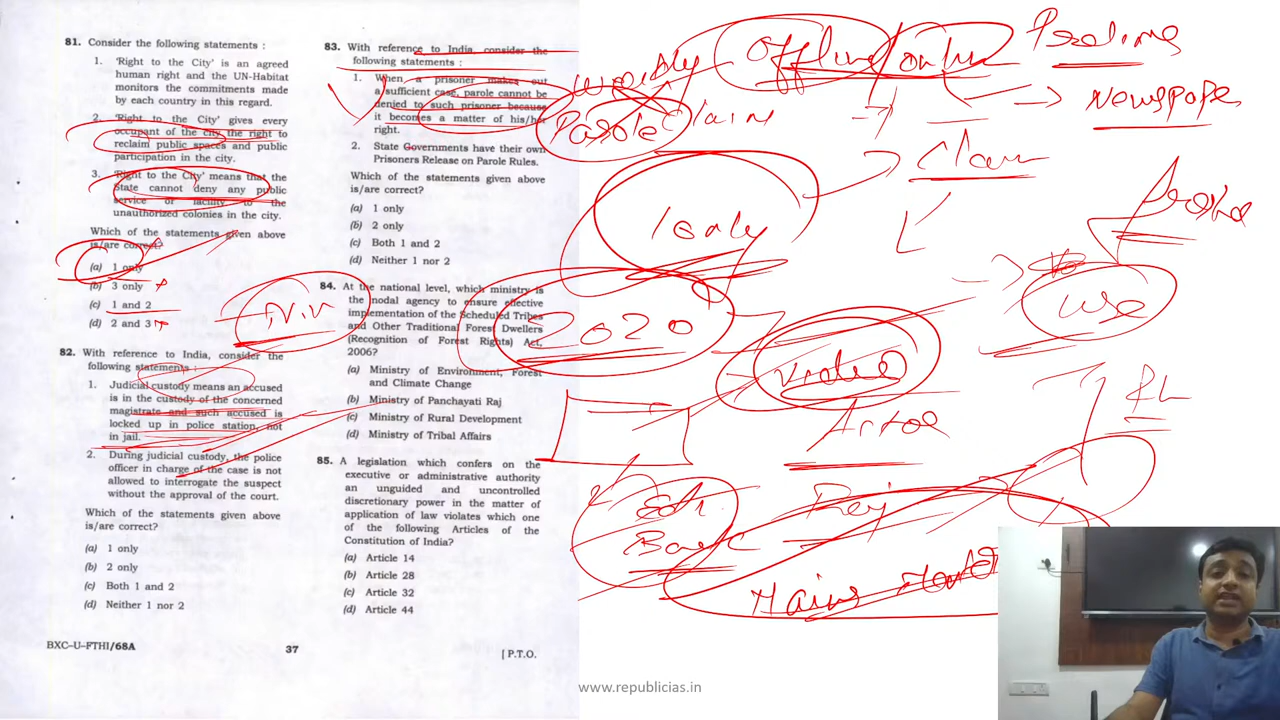 81. Consider the following statements :
1. 'Right to the City' is an agreed
human right and the UN-Habitat
monitors the commitments made
by each country in this regard.
2. 'Right to the City' gives every
occupant of the city the right to
reclaim public spaces and public
participation in the city.
3. 'Right to the City' means that the
State cannot deny any public
service or facility to the
unauthorized colonies in the city.
Which of the statements given above
is/are correct?
(a) 1 only
(b) 3 only
(c) 1 and 2
(d) 2 and 3
82. With reference to India, consider the
following statements :
1. Judicial custody means an accused
is in the custody of the concerned
magistrate and such accused is
locked up in police station, not
in jail.
2. During judicial custody, the police
officer in charge of the case is not
allowed to interrogate the suspect
without the approval of the court.
Which of the statements given above
is/are correct?
(a) 1 only
(b) 2 only
(c) Both 1 and 2
(d) Neither 1 nor 2
83. With reference to India, consider the
following statements :
1. When a prisoner makes out
a sufficient case, parole cannot be
denied to such prisoner because
it becomes a matter of his/her
right.
2. State Governments have their own
Prisoners Release on Parole Rules.
Which of the statements given above
is/are correct?
(a) 1 only
(b) 2 only
(c) Both 1 and 2
(d) Neither 1 nor 2
84. At the national level, which ministry is
the nodal agency to ensure effective
implementation of the Scheduled Tribes
and Other Traditional Forest Dwellers
(Recognition of Forest Rights) Act,
2006?
(a) Ministry of Environment, Forest
and Climate Change
(b) Ministry of Panchayati Raj
(c) Ministry of Rural Development
(d) Ministry of Tribal Affairs
85. A legislation which confers on the
executive or administrative authority
an unguided and uncontrolled
discretionary power in the matter of
application of law violates which one
of the following Articles of the
Constitution of India?
(a) Article 14
(b) Article 28
(c) Article 32
(d) Article 44
BXC-U-FTHI/68A
37
[ P.T.O.
offline/online
Prelims
Newspape
Parole
Class
1 only
2020
use
video
Mains
www.republicias.in